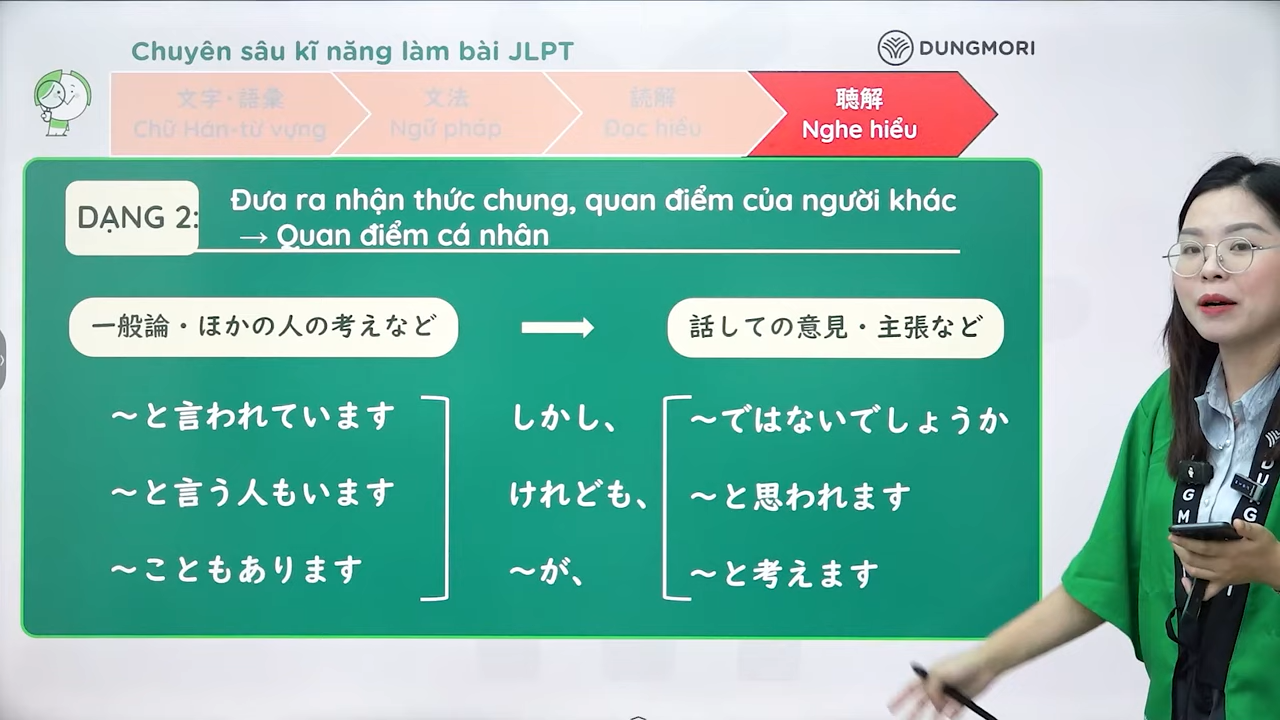 Chuyên sâu kĩ năng làm bài JLPT
DUNGMORI
文字・語彙
Chữ Hán-từ vựng
文法
Ngữ pháp
読解
Đọc hiểu
聴解
Nghe hiểu
DẠNG 2:
Đưa ra nhận thức chung, quan điểm của người khác
→ Quan điểm cá nhân
一般論・ほかの人の考えなど
話しての意見・主張など
～と言われています
しかし、
～ではないでしょうか
～と言う人もいます
けれども、
～と思われます
～こともあります
～が、
～と考えます